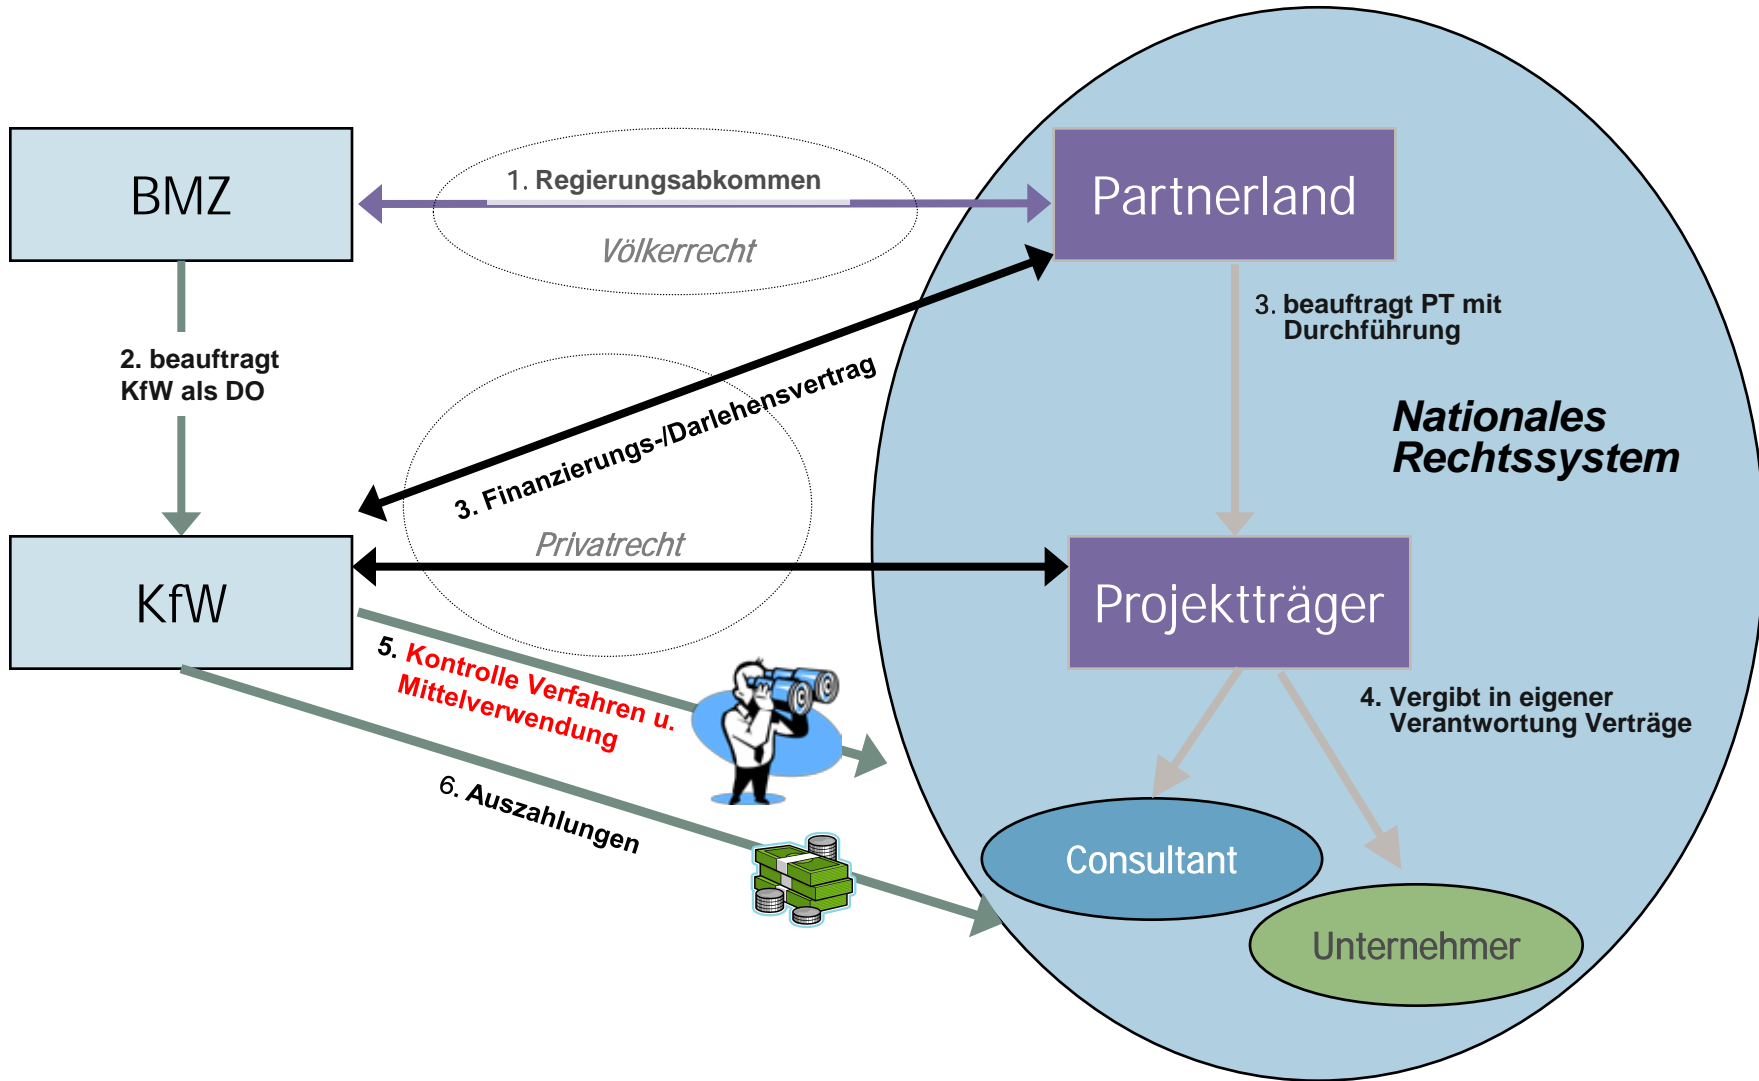 BMZ
1. Regierungsabkommen
Völkerrecht
Partnerland
2. beauftragt
KfW als DO
3. beauftragt PT mit
Durchführung
3. Finanzierungs-/Darlehensvertrag
Nationales
Rechtssystem
Privatrecht
KfW
Projektträger
5. Kontrolle Verfahren u.
Mittelverwendung
4. Vergibt in eigener
Verantwortung Verträge
6. Auszahlungen
Consultant
Unternehmer